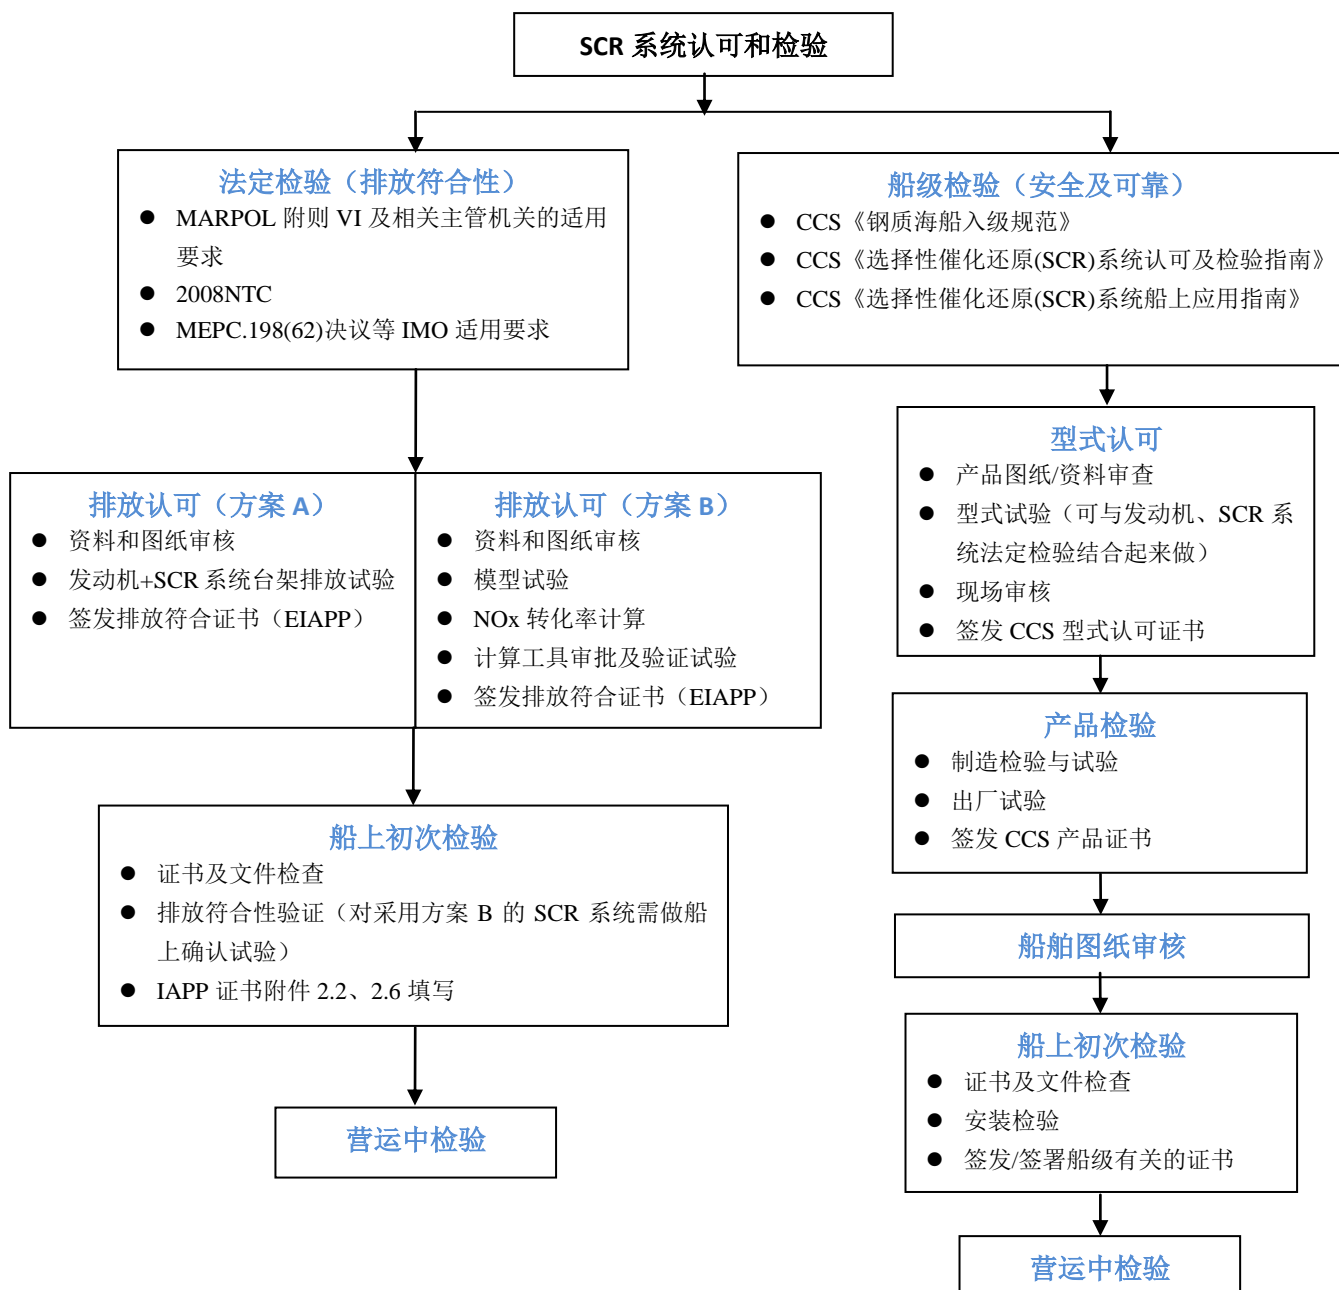 SCR 系统认可和检验
法定检验（排放符合性）
● MARPOL 附则 VI 及相关主管机关的适用
要求
● 2008NTC
● MEPC.198(62)决议等 IMO 适用要求
船级检验（安全及可靠）
● CCS《钢质海船入级规范》
● CCS《选择性催化还原(SCR)系统认可及检验指南》
● CCS《选择性催化还原(SCR)系统船上应用指南》
排放认可（方案 A）
● 资料和图纸审核
● 发动机+SCR 系统台架排放试验
● 签发排放符合证书（EIAPP）
排放认可（方案 B）
● 资料和图纸审核
● 模型试验
● NOx 转化率计算
● 计算工具审批及验证试验
● 签发排放符合证书（EIAPP）
船上初次检验
● 证书及文件检查
● 排放符合性验证（对采用方案 B 的 SCR 系统需做船
上确认试验）
● IAPP 证书附件 2.2、2.6 填写
营运中检验
型式认可
● 产品图纸/资料审查
● 型式试验（可与发动机、SCR 系
统法定检验结合起来做）
● 现场审核
● 签发 CCS 型式认可证书
产品检验
● 制造检验与试验
● 出厂试验
● 签发 CCS 产品证书
船舶图纸审核
船上初次检验
● 证书及文件检查
● 安装检验
● 签发/签署船级有关的证书
营运中检验